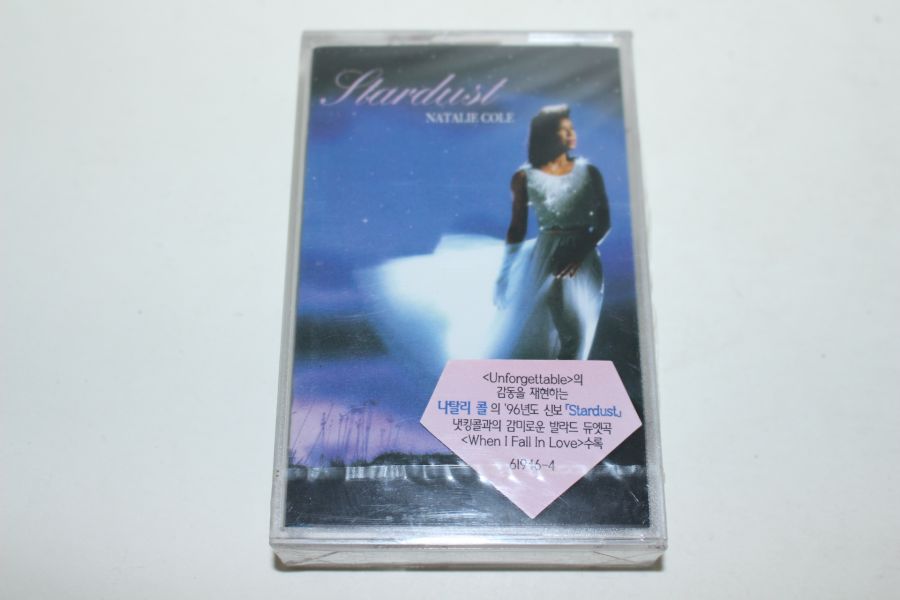 Stardust
NATALIE COLE
<Unforgettable>의
감동을 재현하는
나탈리 콜의 '96년도 신보 「Stardust」
냇킹콜과의 감미로운 발라드 듀엣곡
<When I Fall In Love>수록
61946-4